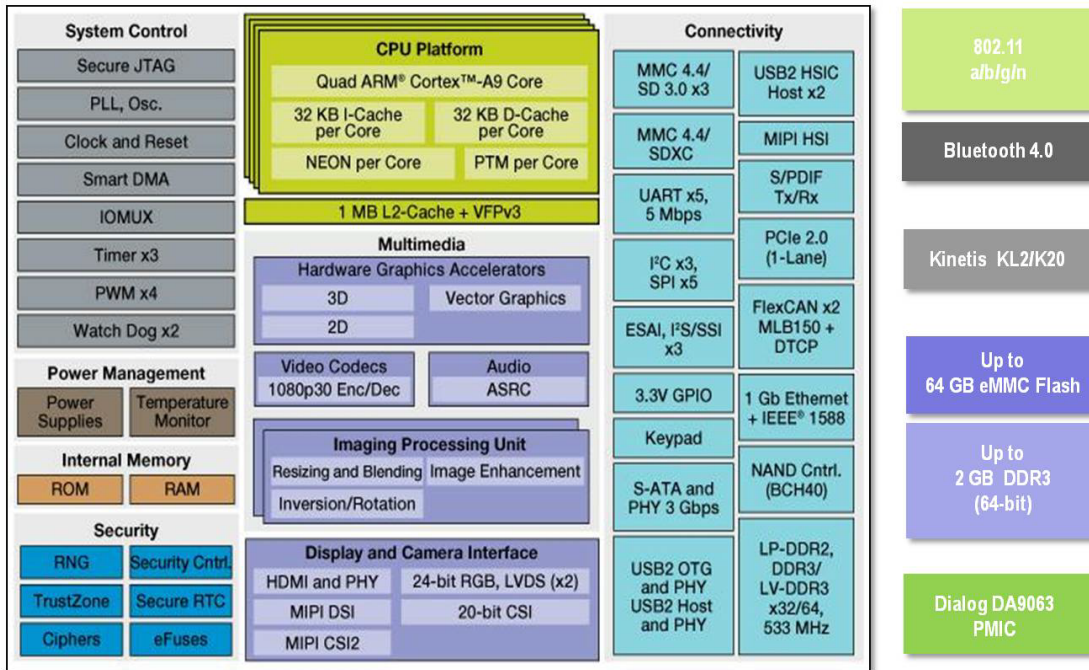 System Control
Secure JTAG
PLL, Osc.
Clock and Reset
Smart DMA
IOMUX
Timer x3
PWM x4
Watch Dog x2
Power Management
Power
Supplies
Temperature
Monitor
Internal Memory
ROM
RAM
Security
RNG
Security Cntrl.
TrustZone
Secure RTC
Ciphers
eFuses
CPU Platform
Quad ARM® Cortex™-A9 Core
32 KB I-Cache
per Core
32 KB D-Cache
per Core
NEON per Core
PTM per Core
1 MB L2-Cache + VFPv3
Multimedia
Hardware Graphics Accelerators
3D
Vector Graphics
2D
Video Codecs
1080p30 Enc/Dec
Audio
ASRC
Imaging Processing Unit
Resizing and Blending
Image Enhancement
Inversion/Rotation
Display and Camera Interface
HDMI and PHY
24-bit RGB, LVDS (x2)
MIPI DSI
20-bit CSI
MIPI CSI2
Connectivity
MMC 4.4/
SD 3.0 x3
MMC 4.4/
SDXC
UART x5,
5 Mbps
I²C x3,
SPI x5
ESAI, I²S/SSI
x3
3.3V GPIO
Keypad
S-ATA and
PHY 3 Gbps
USB2 OTG
and PHY
USB2 Host
and PHY
USB2 HSIC
Host x2
MIPI HSI
S/PDIF
Tx/Rx
PCIe 2.0
(1-Lane)
FlexCAN x2
MLB150 +
DTCP
1 Gb Ethernet
+ IEEE® 1588
NAND Cntrl.
(BCH40)
LP-DDR2,
DDR3/
LV-DDR3
x32/64,
533 MHz
802.11
a/b/g/n
Bluetooth 4.0
Kinetis KL2/K20
Up to
64 GB eMMC Flash
Up to
2 GB DDR3
(64-bit)
Dialog DA9063
PMIC